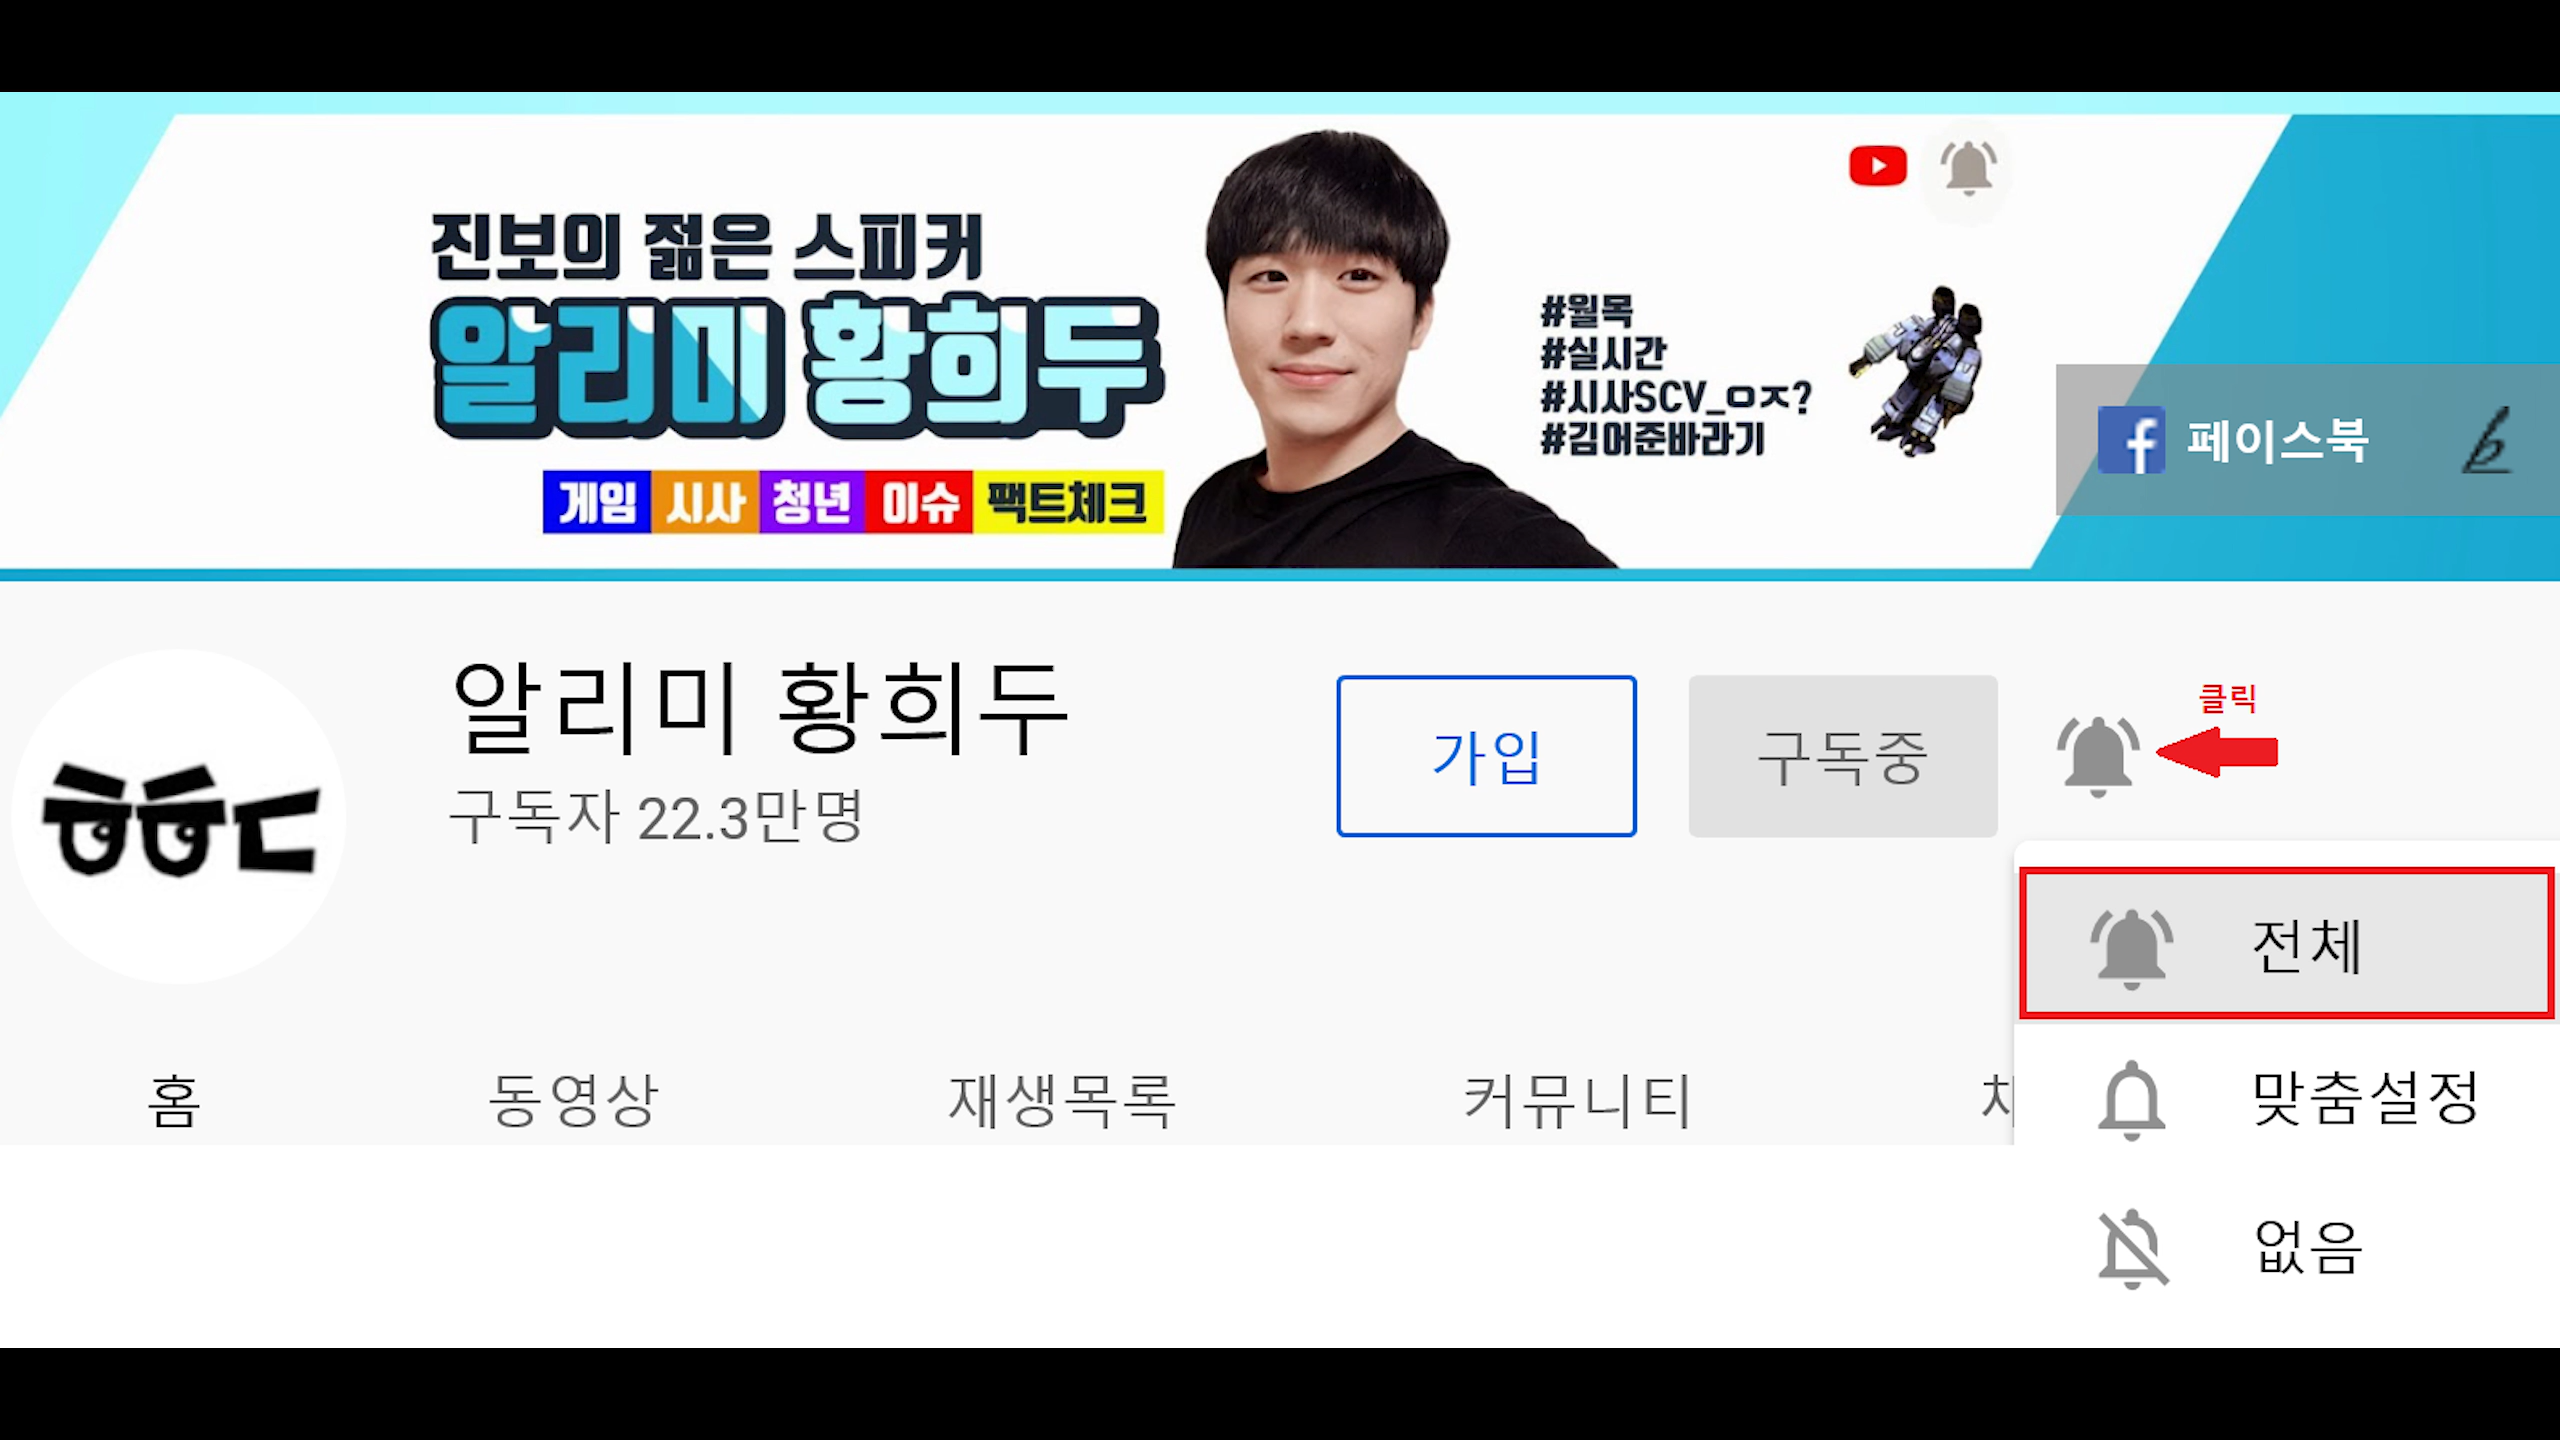 진보의 젊은 스피커
알리미 황희두
게임 시사 청년 이슈 팩트체크
#월목
#실시간
#시사SCV_ㅇㅈ?
#김어준바라기
페이스북
ㅎㅎㄷ
알리미 황희두
구독자 22.3만명
가입
구독중
클릭
전체
맞춤설정
없음
홈 동영상 재생목록 커뮤니티